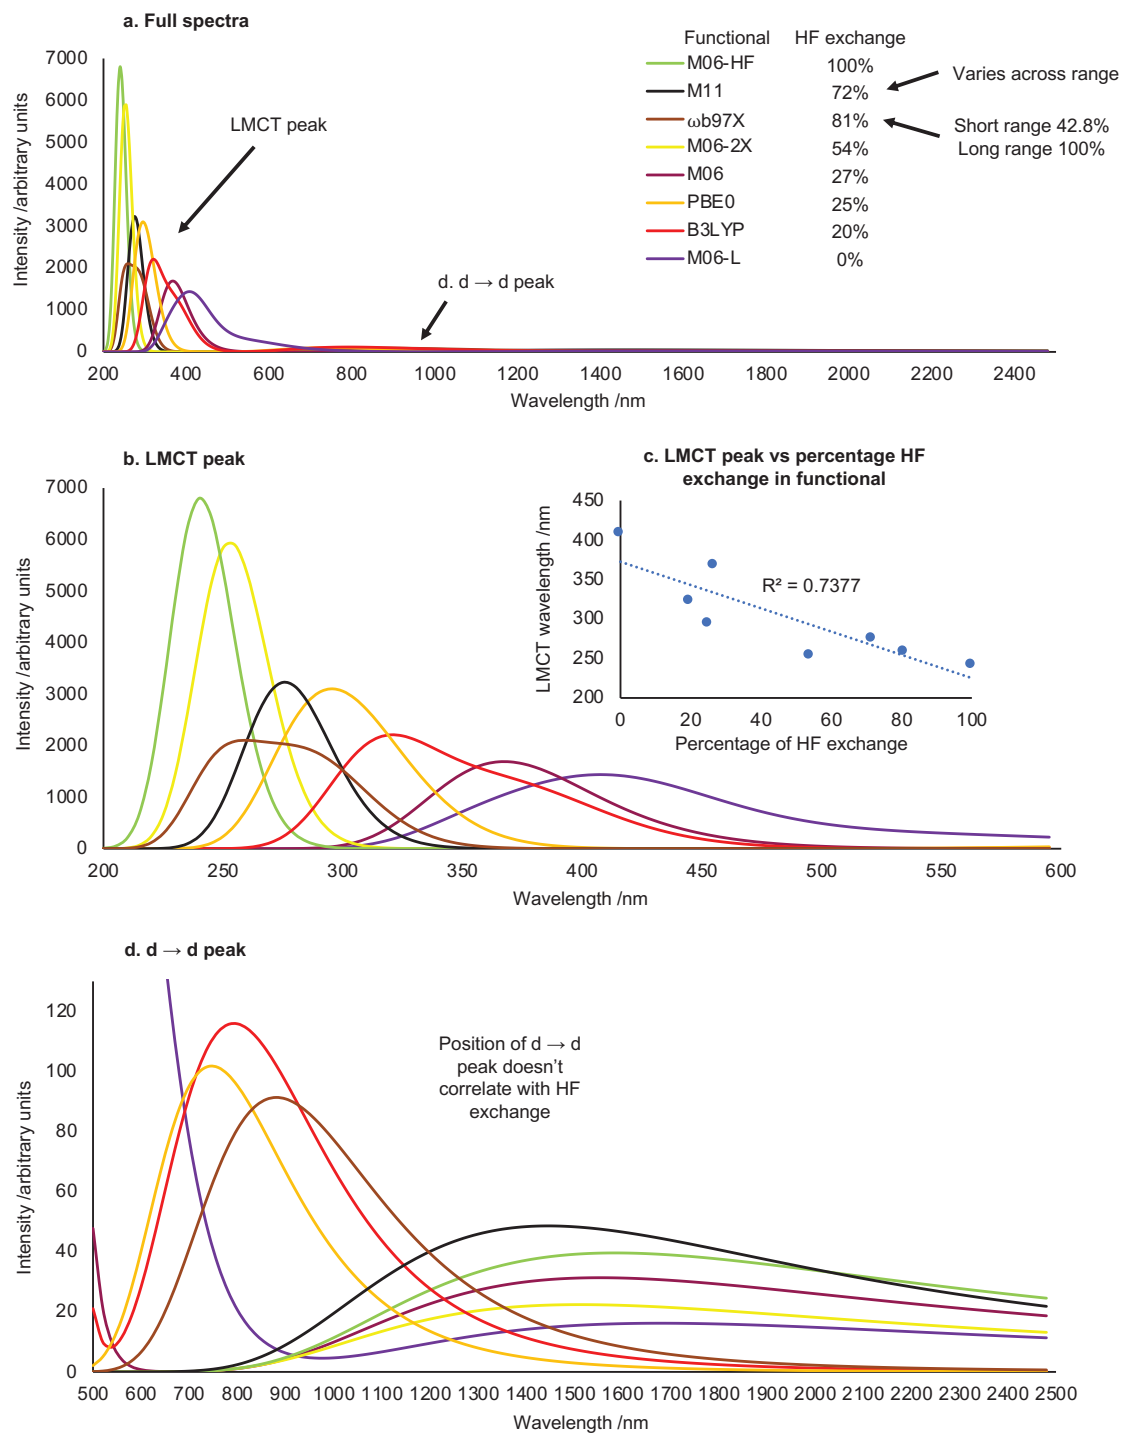 a. Full spectra
Functional HF exchange
M06-HF 100%
M11 72%
ωb97X 81%
M06-2X 54%
M06 27%
PBE0 25%
B3LYP 20%
M06-L 0%
Varies across range
Short range 42.8%
Long range 100%
LMCT peak
d. d → d peak
Intensity /arbitrary units
7000
6000
5000
4000
3000
2000
1000
0
200 400 600 800 1000 1200 1400 1600 1800 2000 2200 2400
Wavelength /nm
b. LMCT peak
Intensity /arbitrary units
7000
6000
5000
4000
3000
2000
1000
0
200 250 300 350 400 450 500 550 600
Wavelength /nm
c. LMCT peak vs percentage HF
exchange in functional
LMCT wavelength /nm
450
400
350
300
250
200
R² = 0.7377
0 20 40 60 80 100
Percentage of HF exchange
d. d → d peak
Intensity /arbitrary units
120
100
80
60
40
20
0
Position of d → d
peak doesn't
correlate with HF
exchange
500 600 700 800 900 1000 1100 1200 1300 1400 1500 1600 1700 1800 1900 2000 2100 2200 2300 2400 2500
Wavelength /nm